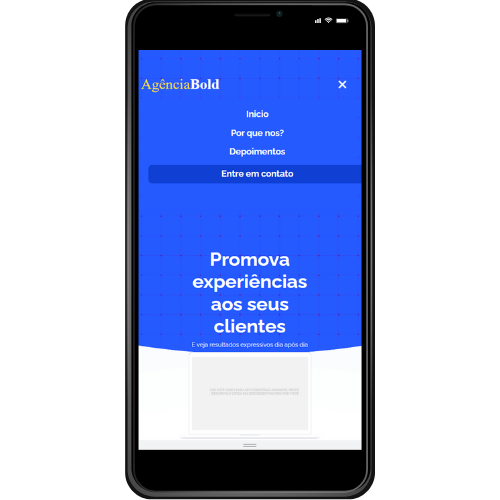 AgênciaBold
Inicio
Por que nos?
Depoimentos
Entre em contato
Promova
experiências
aos seus
clientes
E veja resultados expressivos dia após dia